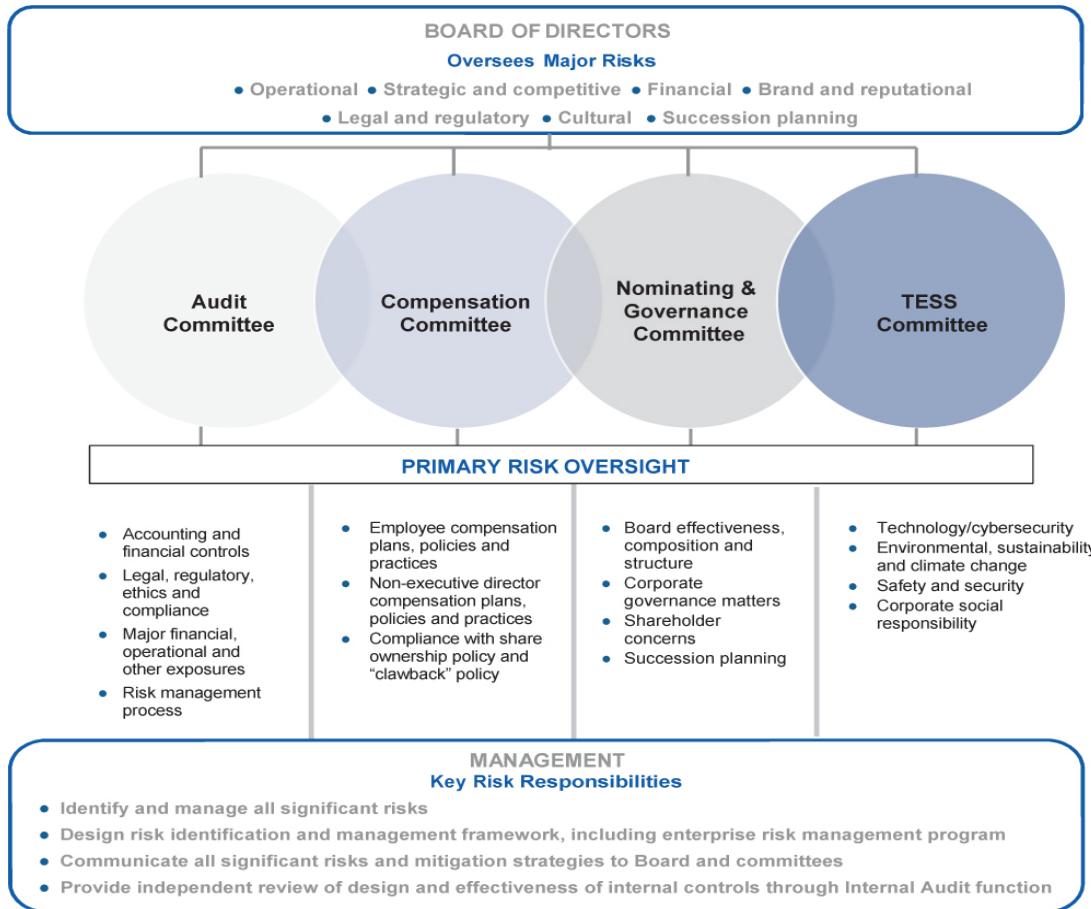 BOARD OF DIRECTORS
Oversees Major Risks
• Operational • Strategic and competitive • Financial • Brand and reputational
• Legal and regulatory • Cultural • Succession planning
Audit
Committee
Compensation
Committee
Nominating &
Governance
Committee
TESS
Committee
PRIMARY RISK OVERSIGHT
• Accounting and
financial controls
• Legal, regulatory,
ethics and
compliance
• Major financial,
operational and
other exposures
• Risk management
process
• Employee compensation
plans, policies and
practices
• Non-executive director
compensation plans,
policies and practices
• Compliance with share
ownership policy and
“clawback” policy
• Board effectiveness,
composition and
structure
• Corporate
governance matters
• Shareholder
concerns
• Succession planning
• Technology/cybersecurity
• Environmental, sustainability
and climate change
• Safety and security
• Corporate social
responsibility
MANAGEMENT
Key Risk Responsibilities
• Identify and manage all significant risks
• Design risk identification and management framework, including enterprise risk management program
• Communicate all significant risks and mitigation strategies to Board and committees
• Provide independent review of design and effectiveness of internal controls through Internal Audit function